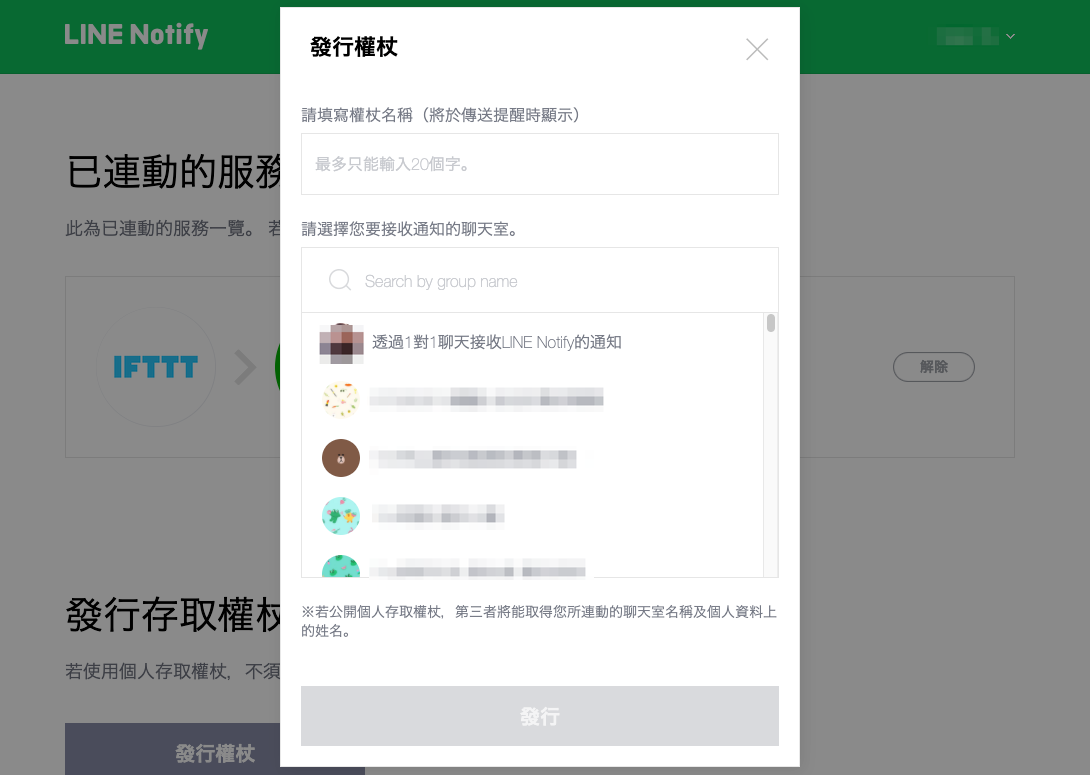 LINE Notify
發行權杖
請填寫權杖名稱（將於傳送提醒時顯示）
最多只能輸入20個字。
已連動的服務
請選擇您要接收通知的聊天室。
此為已連動的服務一覽。 若
Search by group name
透過1對1聊天接收LINE Notify的通知
IFTTT
解除
發行存取權杖
※若公開個人存取權杖，第三者將能取得您所連動的聊天室名稱及個人資料上
的姓名。
若使用個人存取權杖，不須
發行
發行權杖